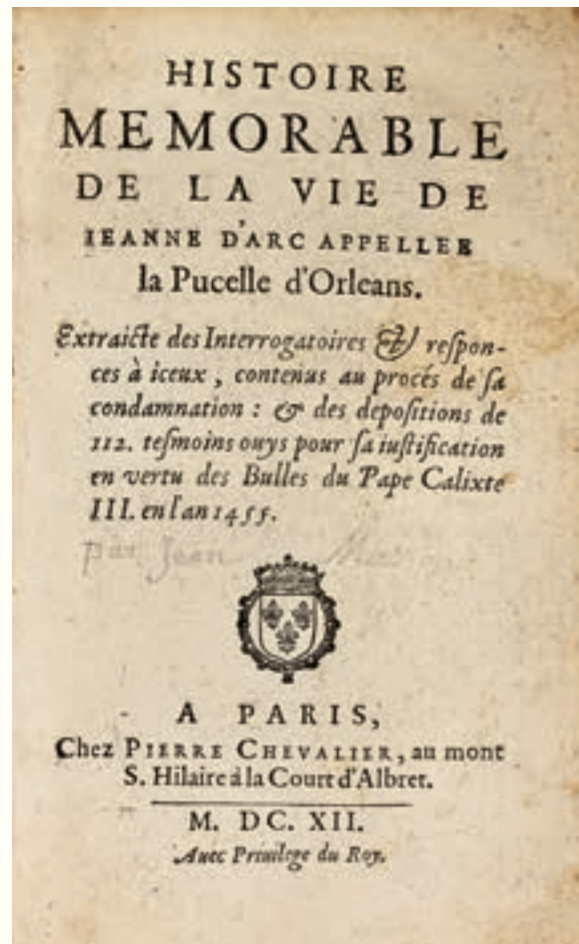 HISTOIRE
MEMORABLE
DE LA VIE DE
IEANNE D'ARC APPELLEE
la Pucelle d'Orleans.
Extraicte des Interrogatoires & respon-
ces à iceux, contenus au procés de sa
condamnation : & des depositions de
112. tesmoins ouys pour sa iustification
en vertu des Bulles du Pape Calixte
III. en l'an 1455.
par Jean
A PARIS,
Chez PIERRE CHEVALIER, au mont
S. Hilaire à la Court d'Albret.
M. DC. XII.
Auec Priuilege du Roy.